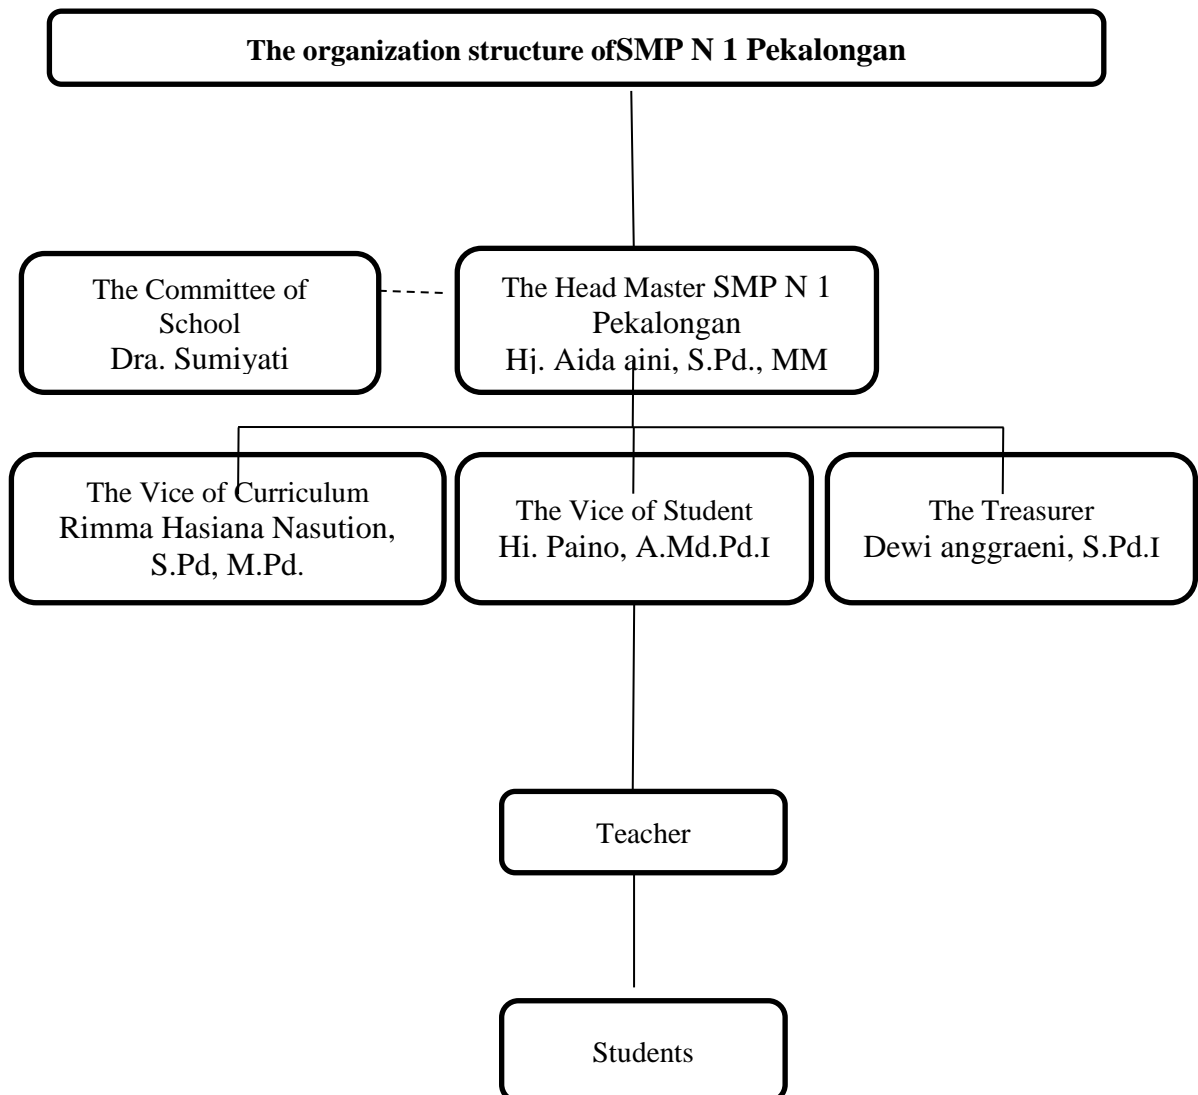 The organization structure ofSMP N 1 Pekalongan
The Committee of
School
Dra. Sumiyati
The Head Master SMP N 1
Pekalongan
Hj. Aida aini, S.Pd., MM
The Vice of Curriculum
Rimma Hasiana Nasution,
S.Pd, M.Pd.
The Vice of Student
Hi. Paino, A.Md.Pd.I
The Treasurer
Dewi anggraeni, S.Pd.I
Teacher
Students